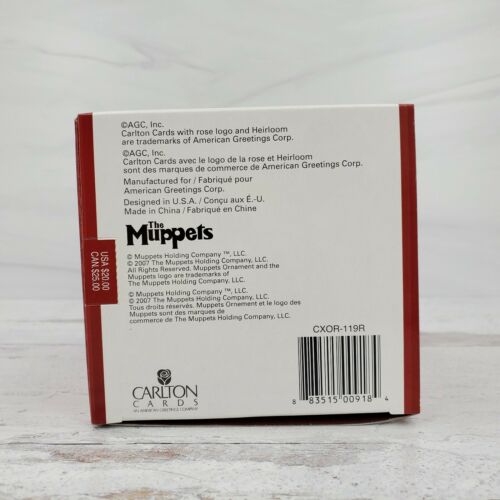 ©AGC, Inc.
Carlton Cards with rose logo and Heirloom
are trademarks of American Greetings Corp.
©AGC, Inc.
Carlton Cards avec le logo de la rose et Heirloom
sont des marques de commerce de American Greetings Corp.
Manufactured for / Fabriqué pour
American Greetings Corp.
Designed in U.S.A. / Conçu aux É.-U.
Made in China / Fabriqué en Chine
The
Muppets
USA $20.00
CAN. $25.00
© Muppets Holding Company ™, LLC.
© 2007 The Muppets Holding Company, LLC.
All Rights Reserved. Muppets Ornament and the
Muppets logo are trademarks of
The Muppets Holding Company, LLC.
© Muppets Holding Company ™, LLC.
© 2007 The Muppets Holding Company, LLC.
Tous droits réservés. Muppets Ornament et le logo des
Muppets sont des marques de
commerce de The Muppets Holding Company, LLC.
CXOR-119R
8 83515 00918 4
CARLTON
CARDS
AN AMERICAN GREETINGS COMPANY